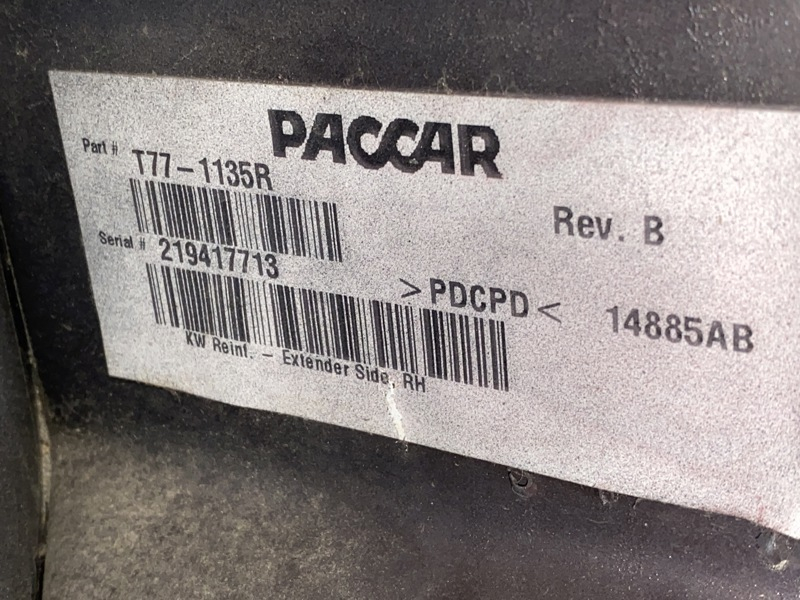 PACCAR
Part # T77-1135R
Rev. B
Serial # 219417713
>PDCPD< 14885AB
KW Reinf. - Extender Side, RH